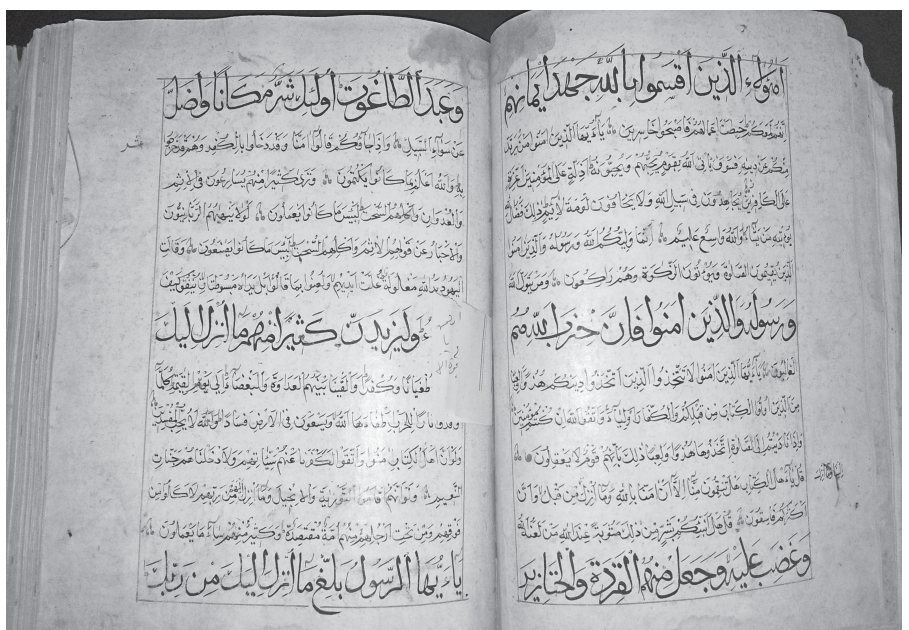 اهؤلاء الذين أقسموا بالله جهد أيمانهم
إنهم لمعكم حبطت أعمالهم فأصبحوا خاسرين يا أيها الذين آمنوا من يرتد
منكم عن دينه فسوف يأتي الله بقوم يحبهم ويحبونه أذلة على المؤمنين أعزة
على الكافرين يجاهدون في سبيل الله ولا يخافون لومة لائم ذلك فضل الله
يؤتيه من يشاء والله واسع عليم إنما وليكم الله ورسوله والذين آمنوا
الذين يقيمون الصلوة ويؤتون الزكوة وهم راكعون ومن يتول الله
ورسوله والذين آمنوا فإن حزب الله هم
الغالبون يا أيها الذين آمنوا لا تتخذوا الذين اتخذوا دينكم هزوا ولعبا
من الذين أوتوا الكتاب من قبلكم والكفار أولياء واتقوا الله إن كنتم مؤمنين
وإذا ناديتم إلى الصلوة اتخذوها هزوا ولعبا ذلك بأنهم قوم لا يعقلون
قل يا أهل الكتاب هل تنقمون منا إلا أن آمنا بالله وما أنزل من قبل وأن
أكثركم فاسقون قل هل أنبئكم بشر من ذلك مثوبة عند الله من لعنه الله
وغضب عليه وجعل منهم القردة والخنازير
وعبد الطاغوت أولئك شر مكانا وأضل
عن سواء السبيل وإذا جاؤكم قالوا آمنا وقد دخلوا بالكفر وهم قد خرجوا
به والله أعلم بما كانوا يكتمون وترى كثيرا منهم يسارعون في الإثم
والعدوان وأكلهم السحت لبئس ما كانوا يعملون لولا ينهيهم الربانيون
والأحبار عن قولهم الإثم وأكلهم السحت لبئس ما كانوا يصنعون وقالت
اليهود يد الله مغلولة غلت أيديهم ولعنوا بما قالوا بل يداه مبسوطتان ينفق كيف
وليزيدن كثيرا منهم ما أنزل إليك
طغيانا وكفرا وألقينا بينهم العداوة والبغضاء إلى يوم القيمة كلما
أوقدوا نارا للحرب أطفأها الله ويسعون في الأرض فسادا والله لا يحب المفسدين
ولو أن أهل الكتاب آمنوا واتقوا لكفرنا عنهم سيئاتهم ولأدخلناهم جنات
النعيم ولو أنهم أقاموا التورية والإنجيل وما أنزل إليهم من ربهم لأكلوا من
فوقهم ومن تحت أرجلهم منهم أمة مقتصدة وكثير منهم ساء ما يعملون
يا أيها الرسول بلغ ما أنزل إليك من ربك